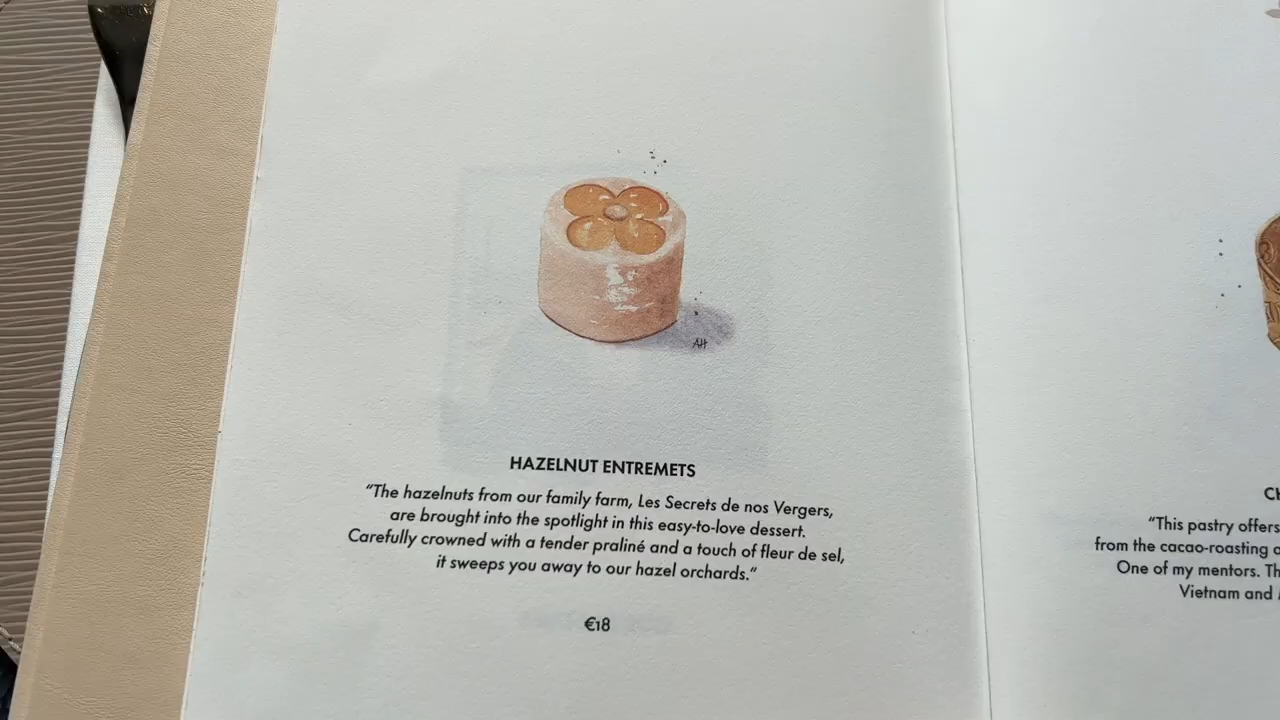 AH
HAZELNUT ENTREMETS
“The hazelnuts from our family farm, Les Secrets de nos Vergers,
are brought into the spotlight in this easy-to-love dessert.
Carefully crowned with a tender praliné and a touch of fleur de sel,
it sweeps you away to our hazel orchards.”
€18
“This pastry offers
from the cacao-roasting
One of my mentors.
Vietnam and